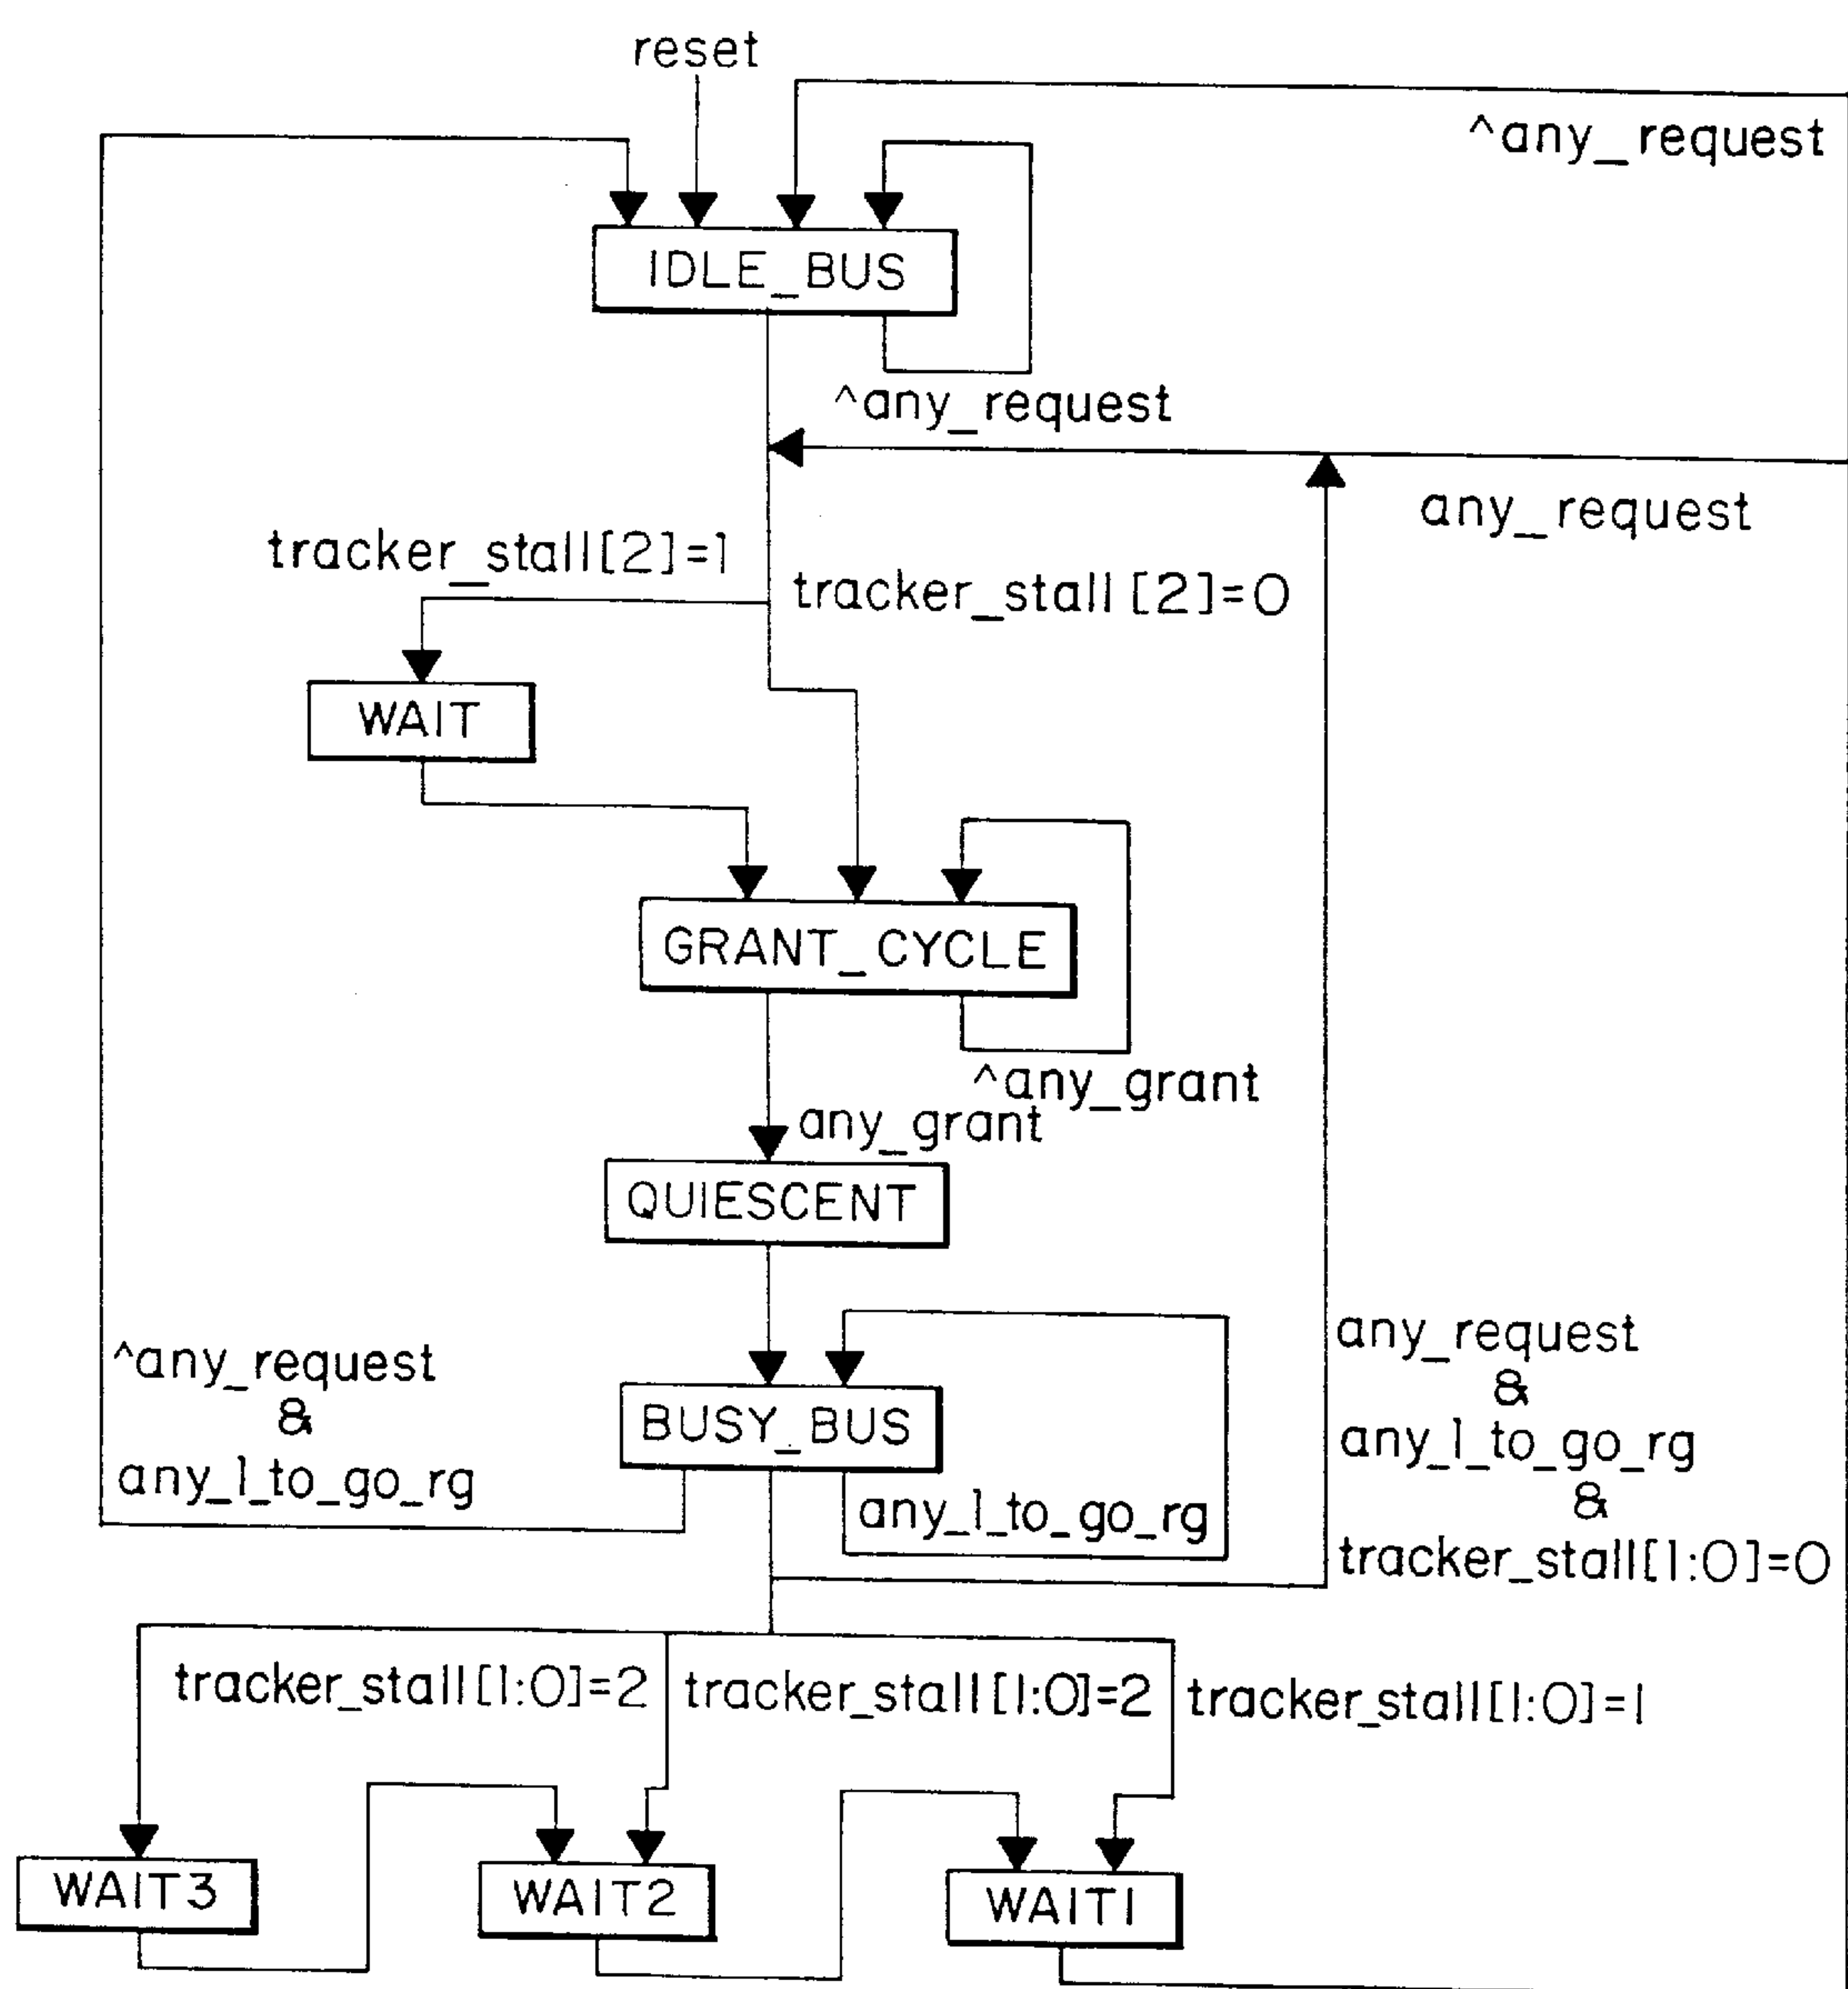 reset
^any_request
IDLE_BUS
^any_request
any_request
tracker_stall[2]=1
tracker_stall [2]=0
WAIT
GRANT_CYCLE
^any_grant
any_grant
QUIESCENT
^any_request
&
any_1_to_go_rg
BUSY_BUS
any_1_to_go_rg
any_request
&
any_1_to_go_rg
&
tracker_stall[1:0]=0
tracker_stall[1:0]=2
tracker_stall[1:0]=2
tracker_stall[1:0]=1
WAIT3
WAIT2
WAIT1